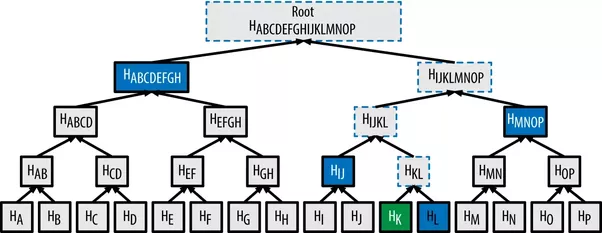 Root
HABCDEFGHIJKLMNOP
HABCDEFGH HIJKLMNOP
HABCD HEFGH HIJKL HMNOP
HAB HCD HEF HGH HIJ HKL HMN HOP
HA HB HC HD HE HF HG HH HI HJ HK HL HM HN HO HP